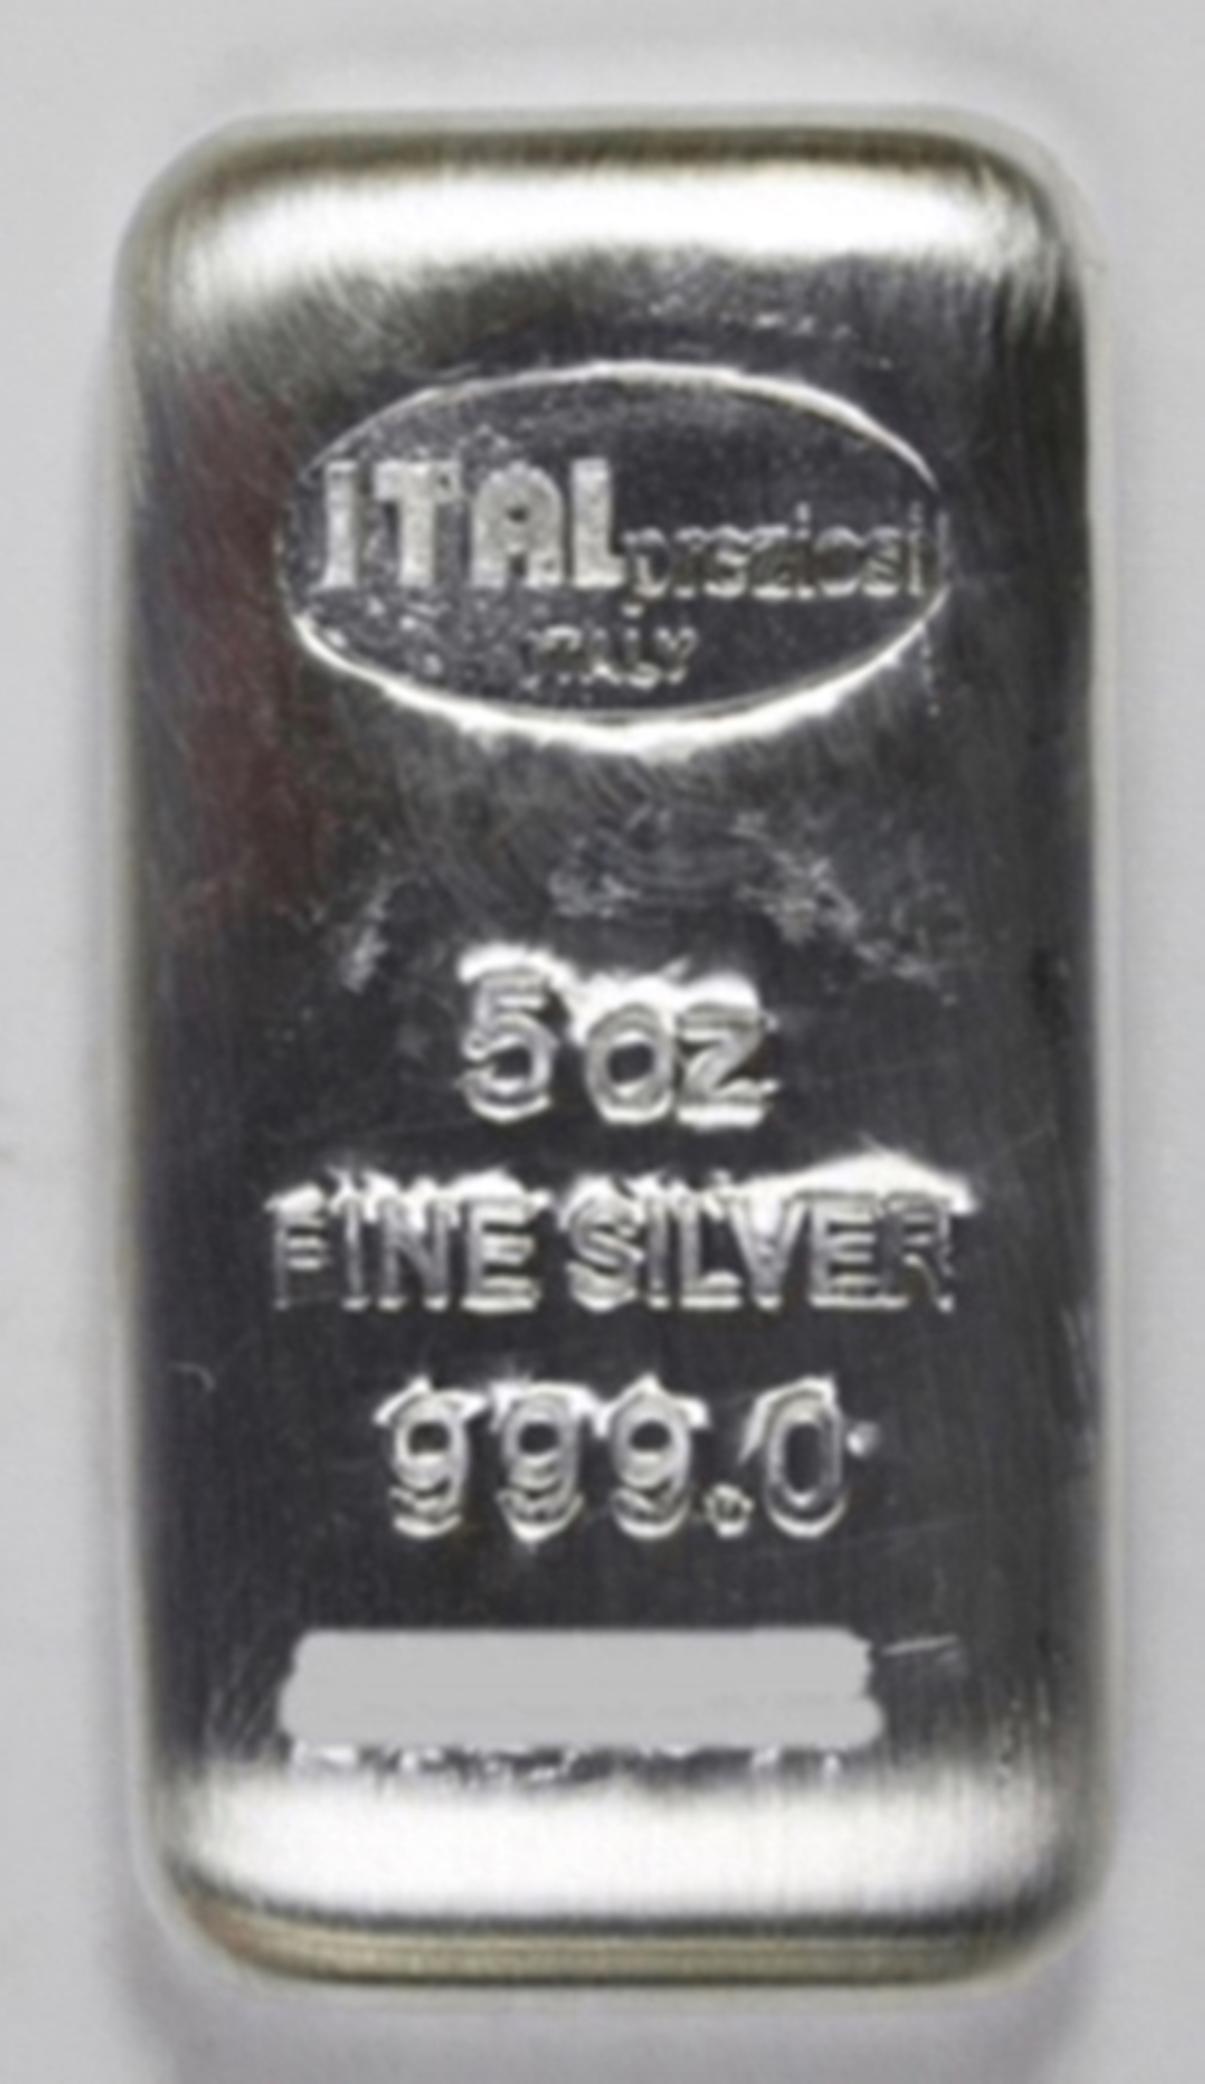 ITALpreziosi
ITALY
5 oz
FINE SILVER
999.0